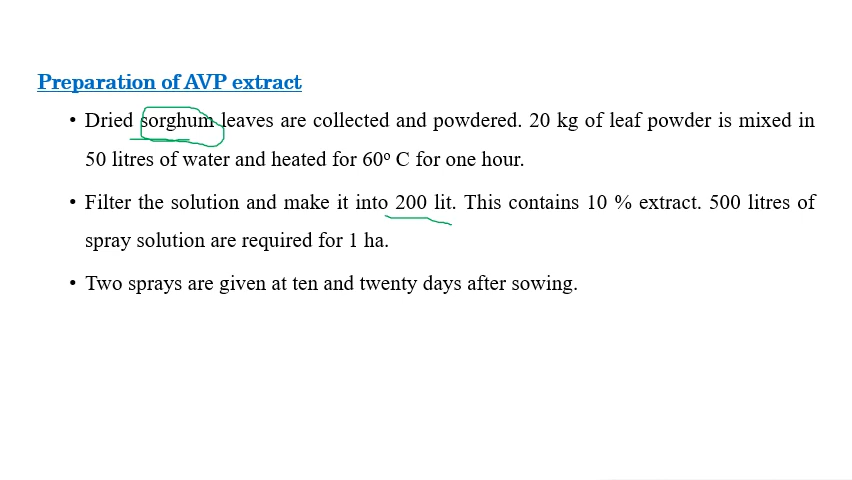 Preparation of AVP extract
• Dried sorghum leaves are collected and powdered. 20 kg of leaf powder is mixed in
50 litres of water and heated for 60º C for one hour.
• Filter the solution and make it into 200 lit. This contains 10 % extract. 500 litres of
spray solution are required for 1 ha.
• Two sprays are given at ten and twenty days after sowing.